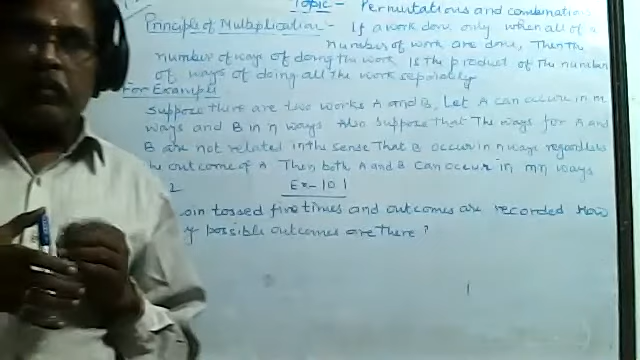 Topic- Permutations and combination
Principle of Multiplication - If a work done only when all of a
number of work are done, Then the
number of ways of doing the work is the product of the number
of ways of doing all the work seperably
For Example
suppose there are two works A and B, Let A can occure in m
ways and B in n ways Also suppose that The ways for A and
B are not related in the sense That B occur in n ways regardless
he outcome of A Then both A and B can occur in mn ways
2 Ex-10.1
oin tossed five times and outcomes are recorded How
y possible outcomes are there ?